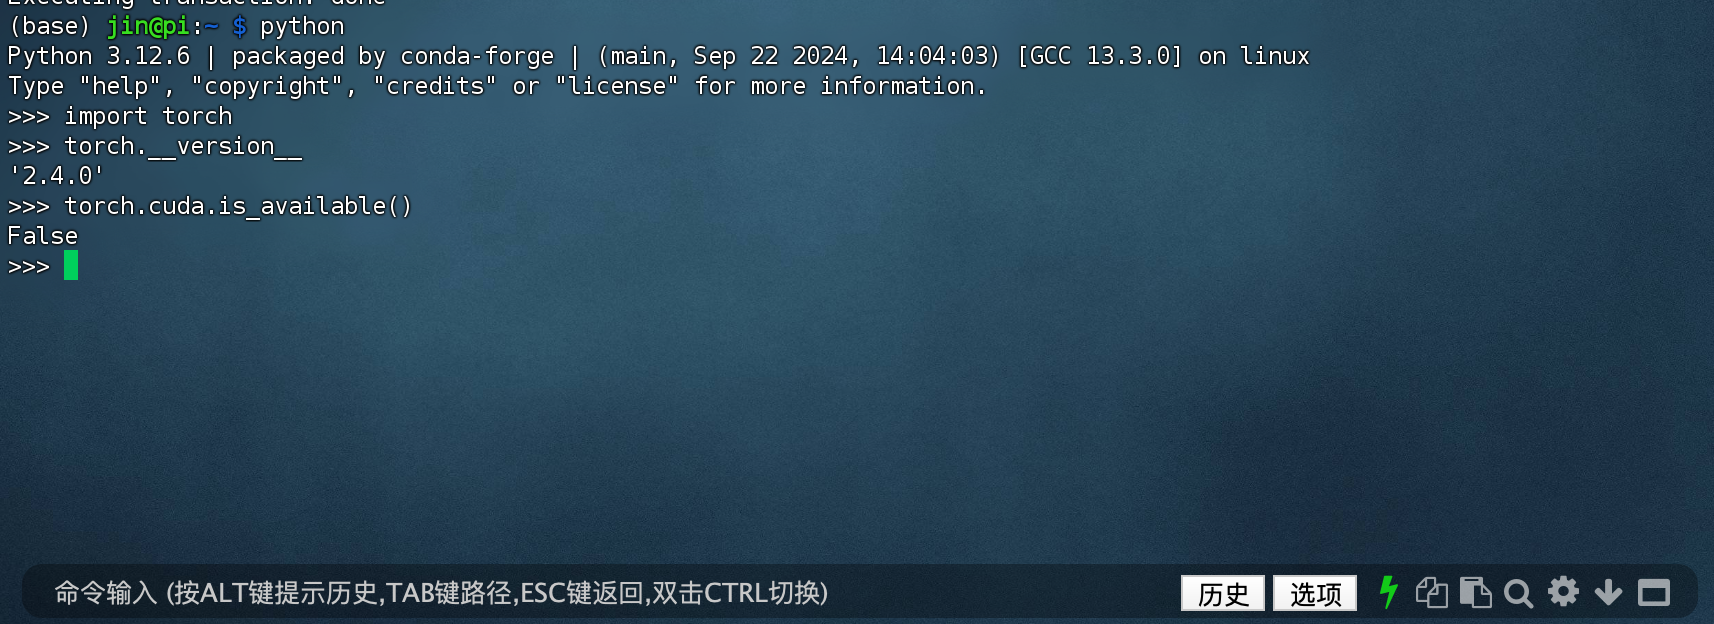 Executing transaction: done
(base) jin@pi:~ $ python
Python 3.12.6 | packaged by conda-forge | (main, Sep 22 2024, 14:04:03) [GCC 13.3.0] on linux
Type "help", "copyright", "credits" or "license" for more information.
>>> import torch
>>> torch.__version__
'2.4.0'
>>> torch.cuda.is_available()
False
>>>
命令输入 (按ALT键提示历史,TAB键路径,ESC键返回,双击CTRL切换) 历史 选项